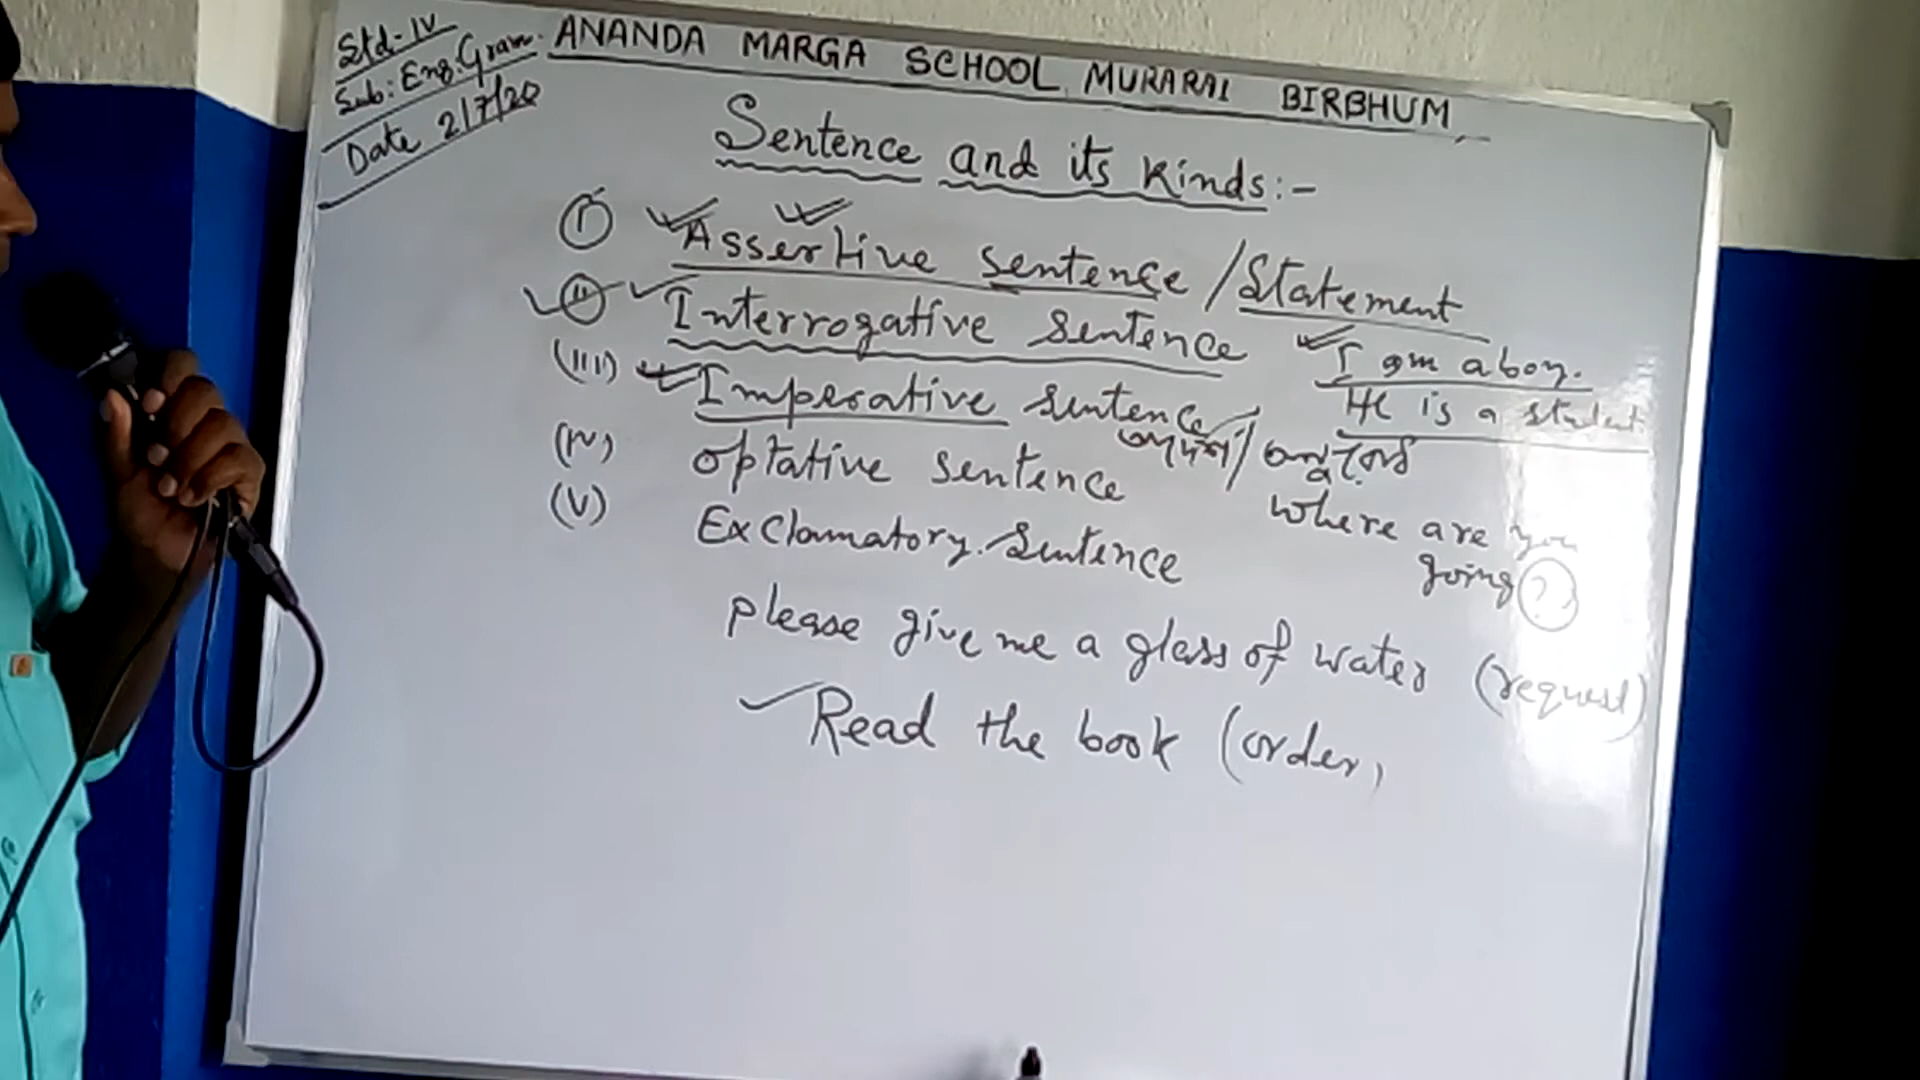 Std-IV
Sub: Eng. Gram.
Date 2/7/20
ANANDA MARGA SCHOOL MURARAI BIRBHUM
Sentence and its kinds:-
(I) Assertive sentence / Statement
(II) Interrogative sentence
I am a boy.
He is a student
(III) Imperative sentence
(IV) optative sentence
where are you
going ?
(V) Exclamatory. Sentence
please give me a glass of water (request)
Read the book (order,